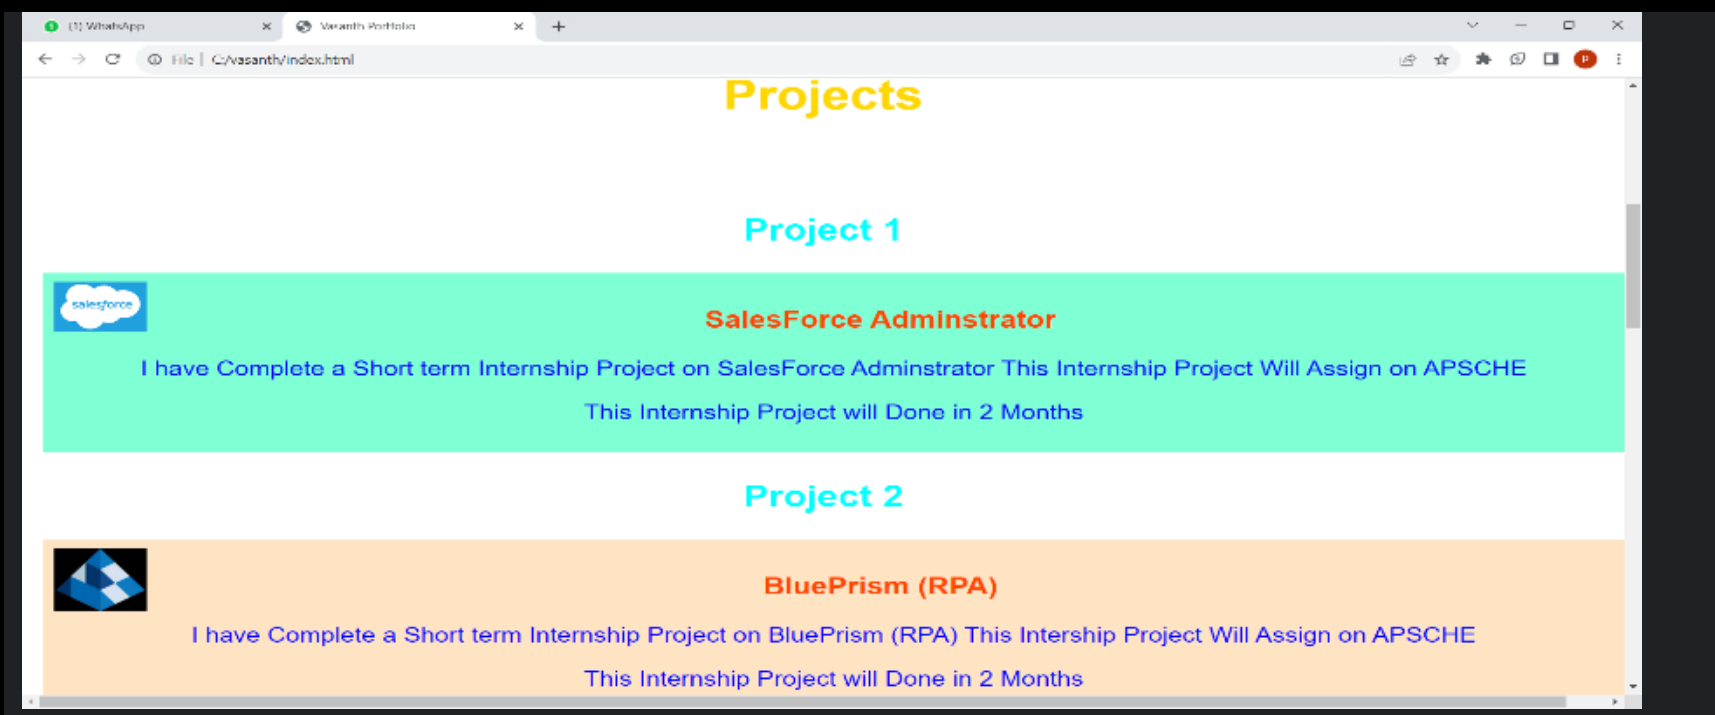 (1) WhatsApp
Vasanth Portfolio
File | C:/vasanth/index.html
P
Projects
Project 1
salesforce
SalesForce Adminstrator
I have Complete a Short term Internship Project on SalesForce Adminstrator This Internship Project Will Assign on APSCHE
This Internship Project will Done in 2 Months
Project 2
BluePrism (RPA)
I have Complete a Short term Internship Project on BluePrism (RPA) This Intership Project Will Assign on APSCHE
This Internship Project will Done in 2 Months